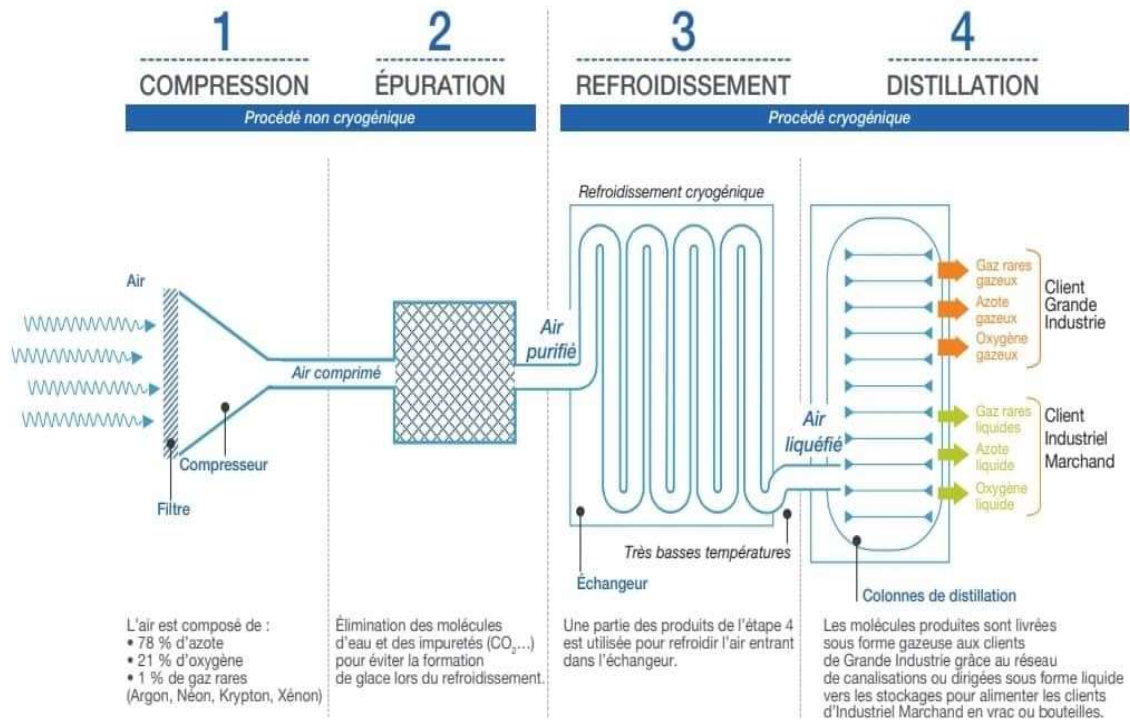 1
COMPRESSION
2
ÉPURATION
3
REFROIDISSEMENT
4
DISTILLATION
Procédé non cryogénique
Procédé cryogénique
Refroidissement cryogénique
Air
Air comprimé
Compresseur
Filtre
Air
purifié
Air
liquéfié
Très basses températures
Échangeur
Gaz rares
gazeux
Azote
gazeux
Oxygène
gazeux
Client
Grande
Industrie
Gaz rares
liquides
Azote
liquide
Oxygène
liquide
Client
Industriel
Marchand
Colonnes de distillation
L'air est composé de :
• 78 % d'azote
• 21 % d'oxygène
• 1 % de gaz rares
(Argon, Néon, Krypton, Xénon)
Élimination des molécules
d'eau et des impuretés (CO₂...)
pour éviter la formation
de glace lors du refroidissement.
Une partie des produits de l'étape 4
est utilisée pour refroidir l'air entrant
dans l'échangeur.
Les molécules produites sont livrées
sous forme gazeuse aux clients
de Grande Industrie grâce au réseau
de canalisations ou dirigées sous forme liquide
vers les stockages pour alimenter les clients
d'Industriel Marchand en vrac ou bouteilles.